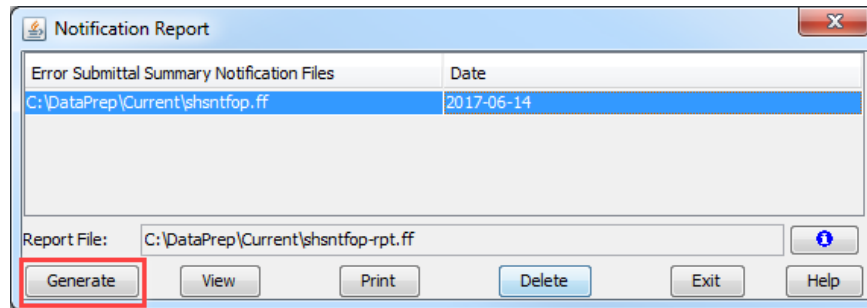 Notification Report
Error Submittal Summary Notification Files Date
C:\DataPrep\Current\shsntfop.ff 2017-06-14
Report File: C:\DataPrep\Current\shsntfop-rpt.ff
Generate View Print Delete Exit Help